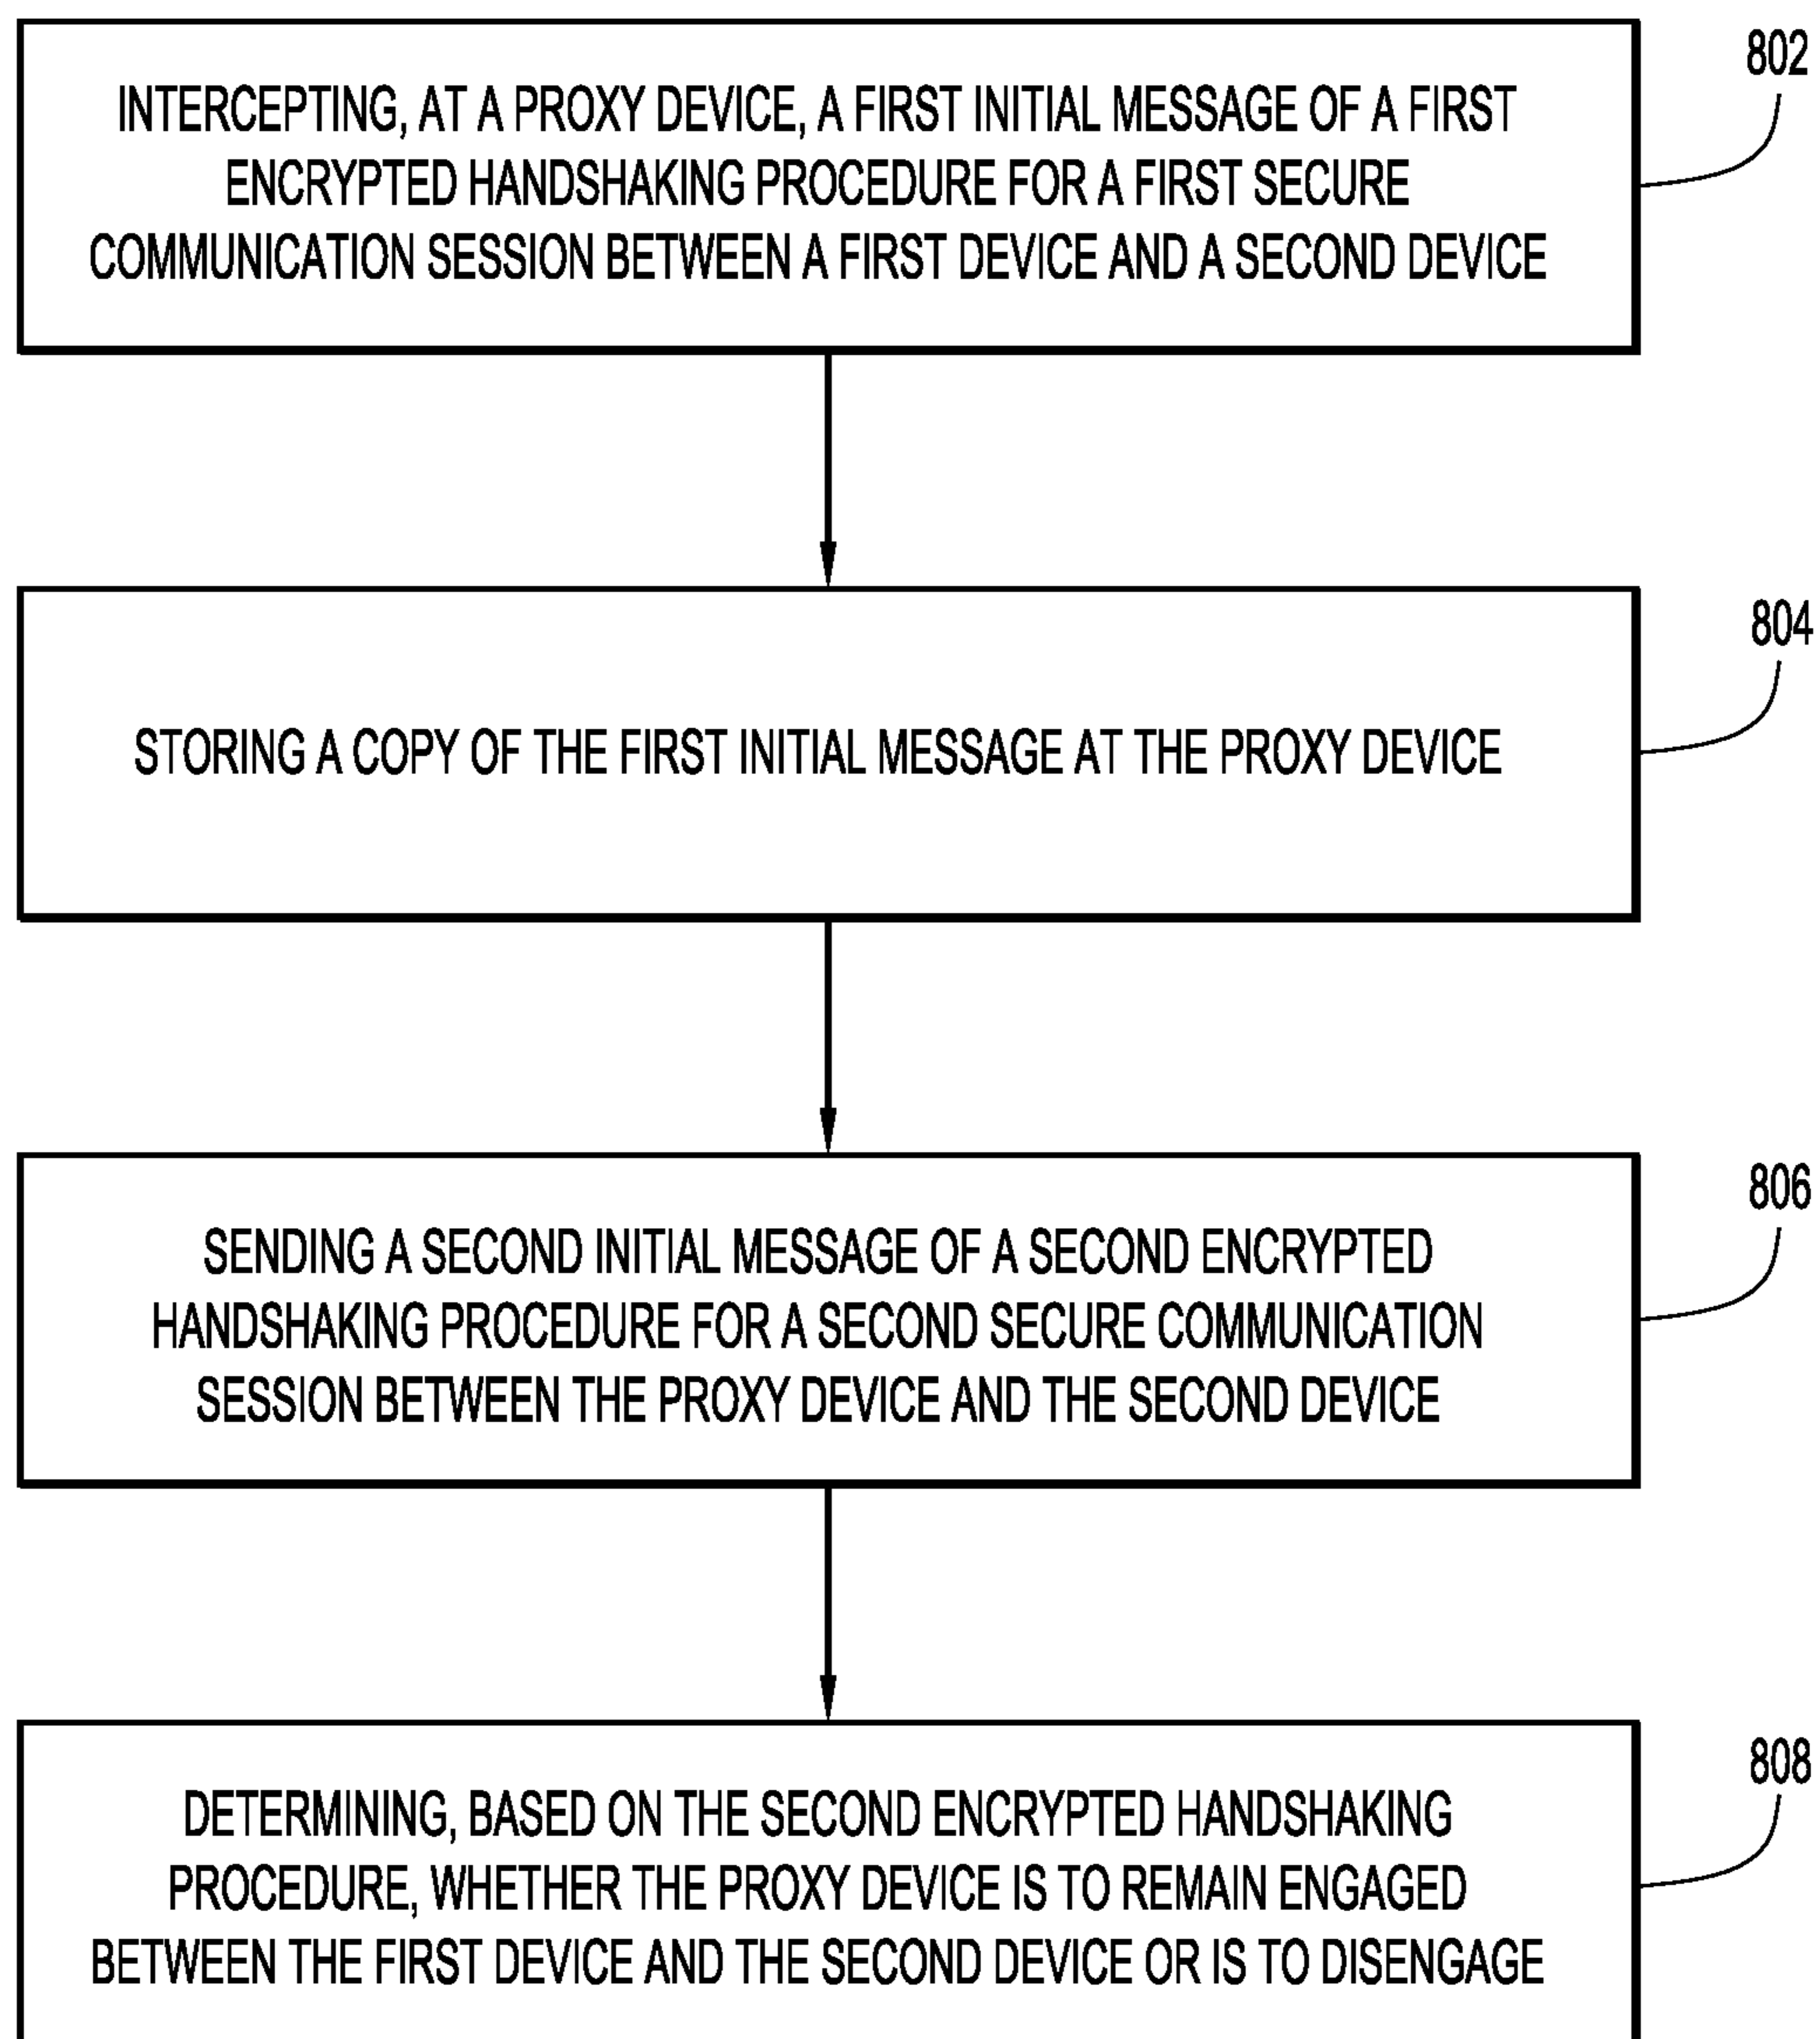 802
INTERCEPTING, AT A PROXY DEVICE, A FIRST INITIAL MESSAGE OF A FIRST
ENCRYPTED HANDSHAKING PROCEDURE FOR A FIRST SECURE
COMMUNICATION SESSION BETWEEN A FIRST DEVICE AND A SECOND DEVICE
804
STORING A COPY OF THE FIRST INITIAL MESSAGE AT THE PROXY DEVICE
806
SENDING A SECOND INITIAL MESSAGE OF A SECOND ENCRYPTED
HANDSHAKING PROCEDURE FOR A SECOND SECURE COMMUNICATION
SESSION BETWEEN THE PROXY DEVICE AND THE SECOND DEVICE
808
DETERMINING, BASED ON THE SECOND ENCRYPTED HANDSHAKING
PROCEDURE, WHETHER THE PROXY DEVICE IS TO REMAIN ENGAGED
BETWEEN THE FIRST DEVICE AND THE SECOND DEVICE OR IS TO DISENGAGE